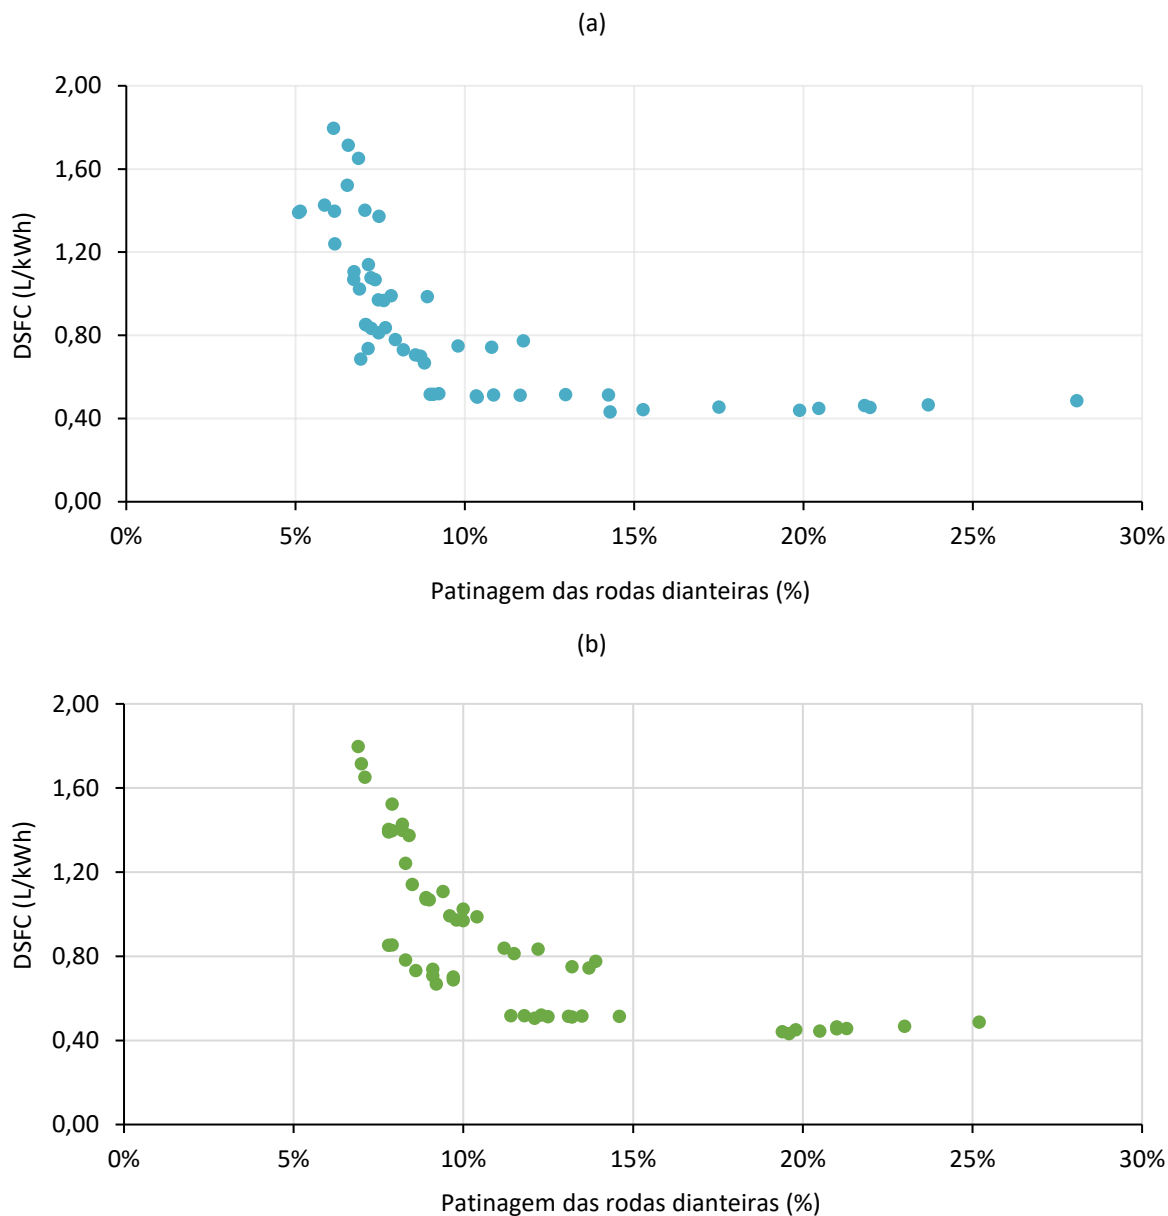 (a)
2,00
1,60
1,20
0,80
0,40
0,00
DSFC (L/kWh)
0% 5% 10% 15% 20% 25% 30%
Patinagem das rodas dianteiras (%)
(b)
2,00
1,60
1,20
0,80
0,40
0,00
DSFC (L/kWh)
0% 5% 10% 15% 20% 25% 30%
Patinagem das rodas dianteiras (%)